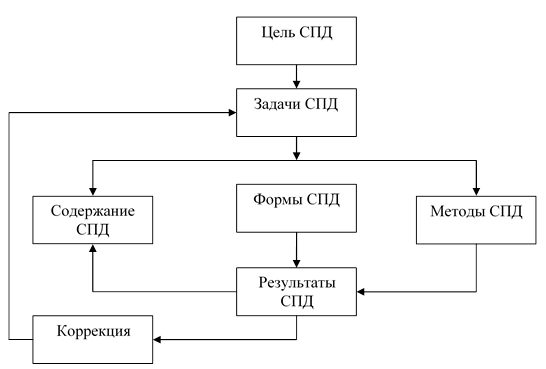 Цель СПД
Задачи СПД
Содержание
СПД
Формы СПД
Методы СПД
Результаты
СПД
Коррекция